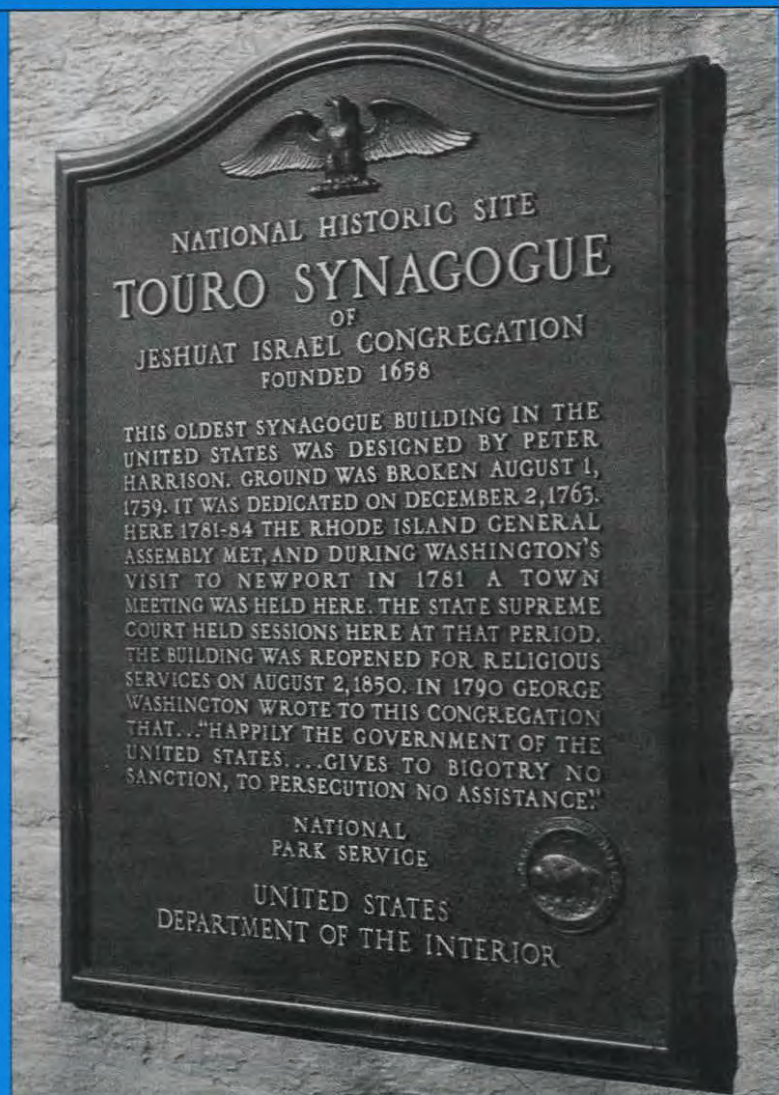 NATIONAL HISTORIC SITE
TOURO SYNAGOGUE
OF
JESHUAT ISRAEL CONGREGATION
FOUNDED 1658
THIS OLDEST SYNAGOGUE BUILDING IN THE
UNITED STATES WAS DESIGNED BY PETER
HARRISON. GROUND WAS BROKEN AUGUST 1,
1759. IT WAS DEDICATED ON DECEMBER 2, 1763.
HERE 1781-84 THE RHODE ISLAND GENERAL
ASSEMBLY MET, AND DURING WASHINGTON'S
VISIT TO NEWPORT IN 1781 A TOWN
MEETING WAS HELD HERE. THE STATE SUPREME
COURT HELD SESSIONS HERE AT THAT PERIOD.
THE BUILDING WAS REOPENED FOR RELIGIOUS
SERVICES ON AUGUST 2, 1850. IN 1790 GEORGE
WASHINGTON WROTE TO THIS CONGREGATION
THAT..."HAPPILY THE GOVERNMENT OF THE
UNITED STATES....GIVES TO BIGOTRY NO
SANCTION, TO PERSECUTION NO ASSISTANCE."
NATIONAL
PARK SERVICE
UNITED STATES
DEPARTMENT OF THE INTERIOR